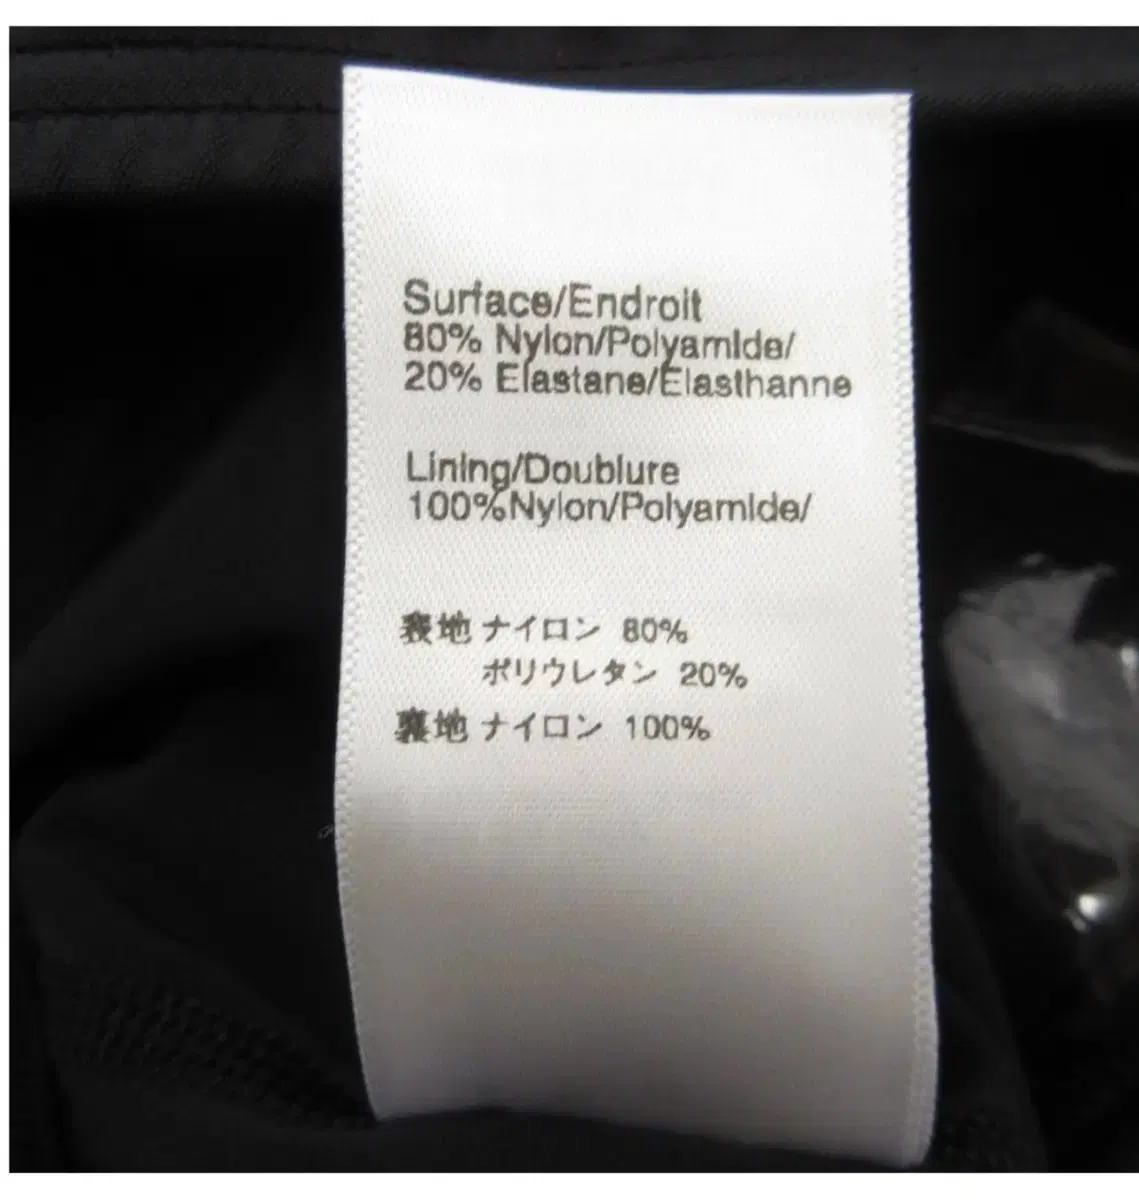 Surface/Endroit
80% Nylon/Polyamide/
20% Elastane/Elasthanne
Lining/Doublure
100%Nylon/Polyamide/
表地 ナイロン 80%
ポリウレタン 20%
裏地 ナイロン 100%